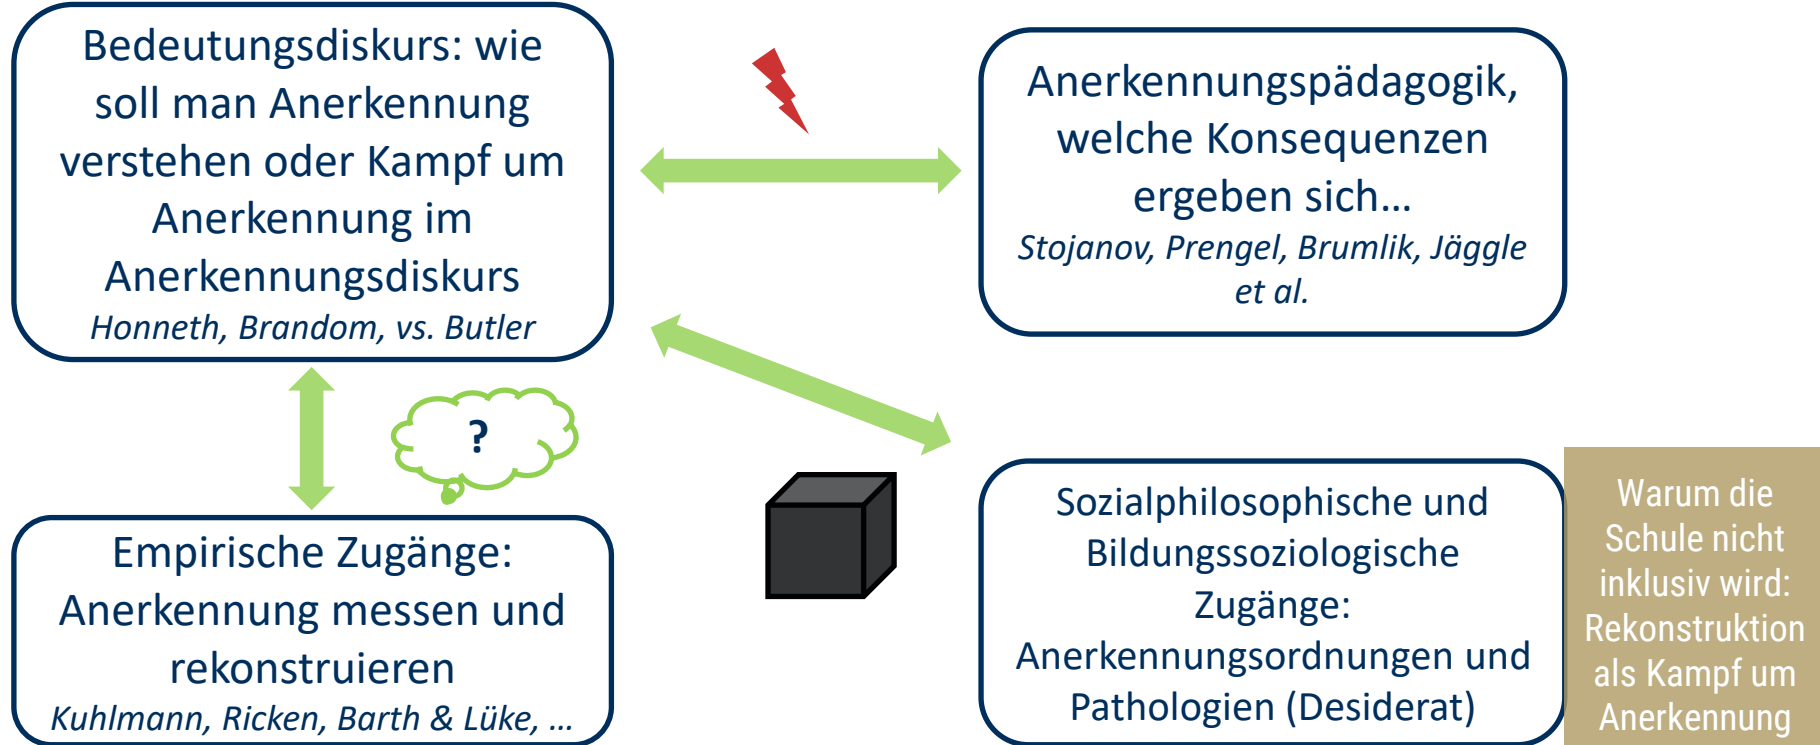 Bedeutungsdiskurs: wie
soll man Anerkennung
verstehen oder Kampf um
Anerkennung im
Anerkennungsdiskurs
Honneth, Brandom, vs. Butler
Anerkennungspädagogik,
welche Konsequenzen
ergeben sich...
Stojanov, Prengel, Brumlik, Jäggle
et al.
?
Empirische Zugänge:
Anerkennung messen und
rekonstruieren
Kuhlmann, Ricken, Barth & Lüke, ...
Sozialphilosophische und
Bildungssoziologische
Zugänge:
Anerkennungsordnungen und
Pathologien (Desiderat)
Warum die
Schule nicht
inklusiv wird:
Rekonstruktion
als Kampf um
Anerkennung